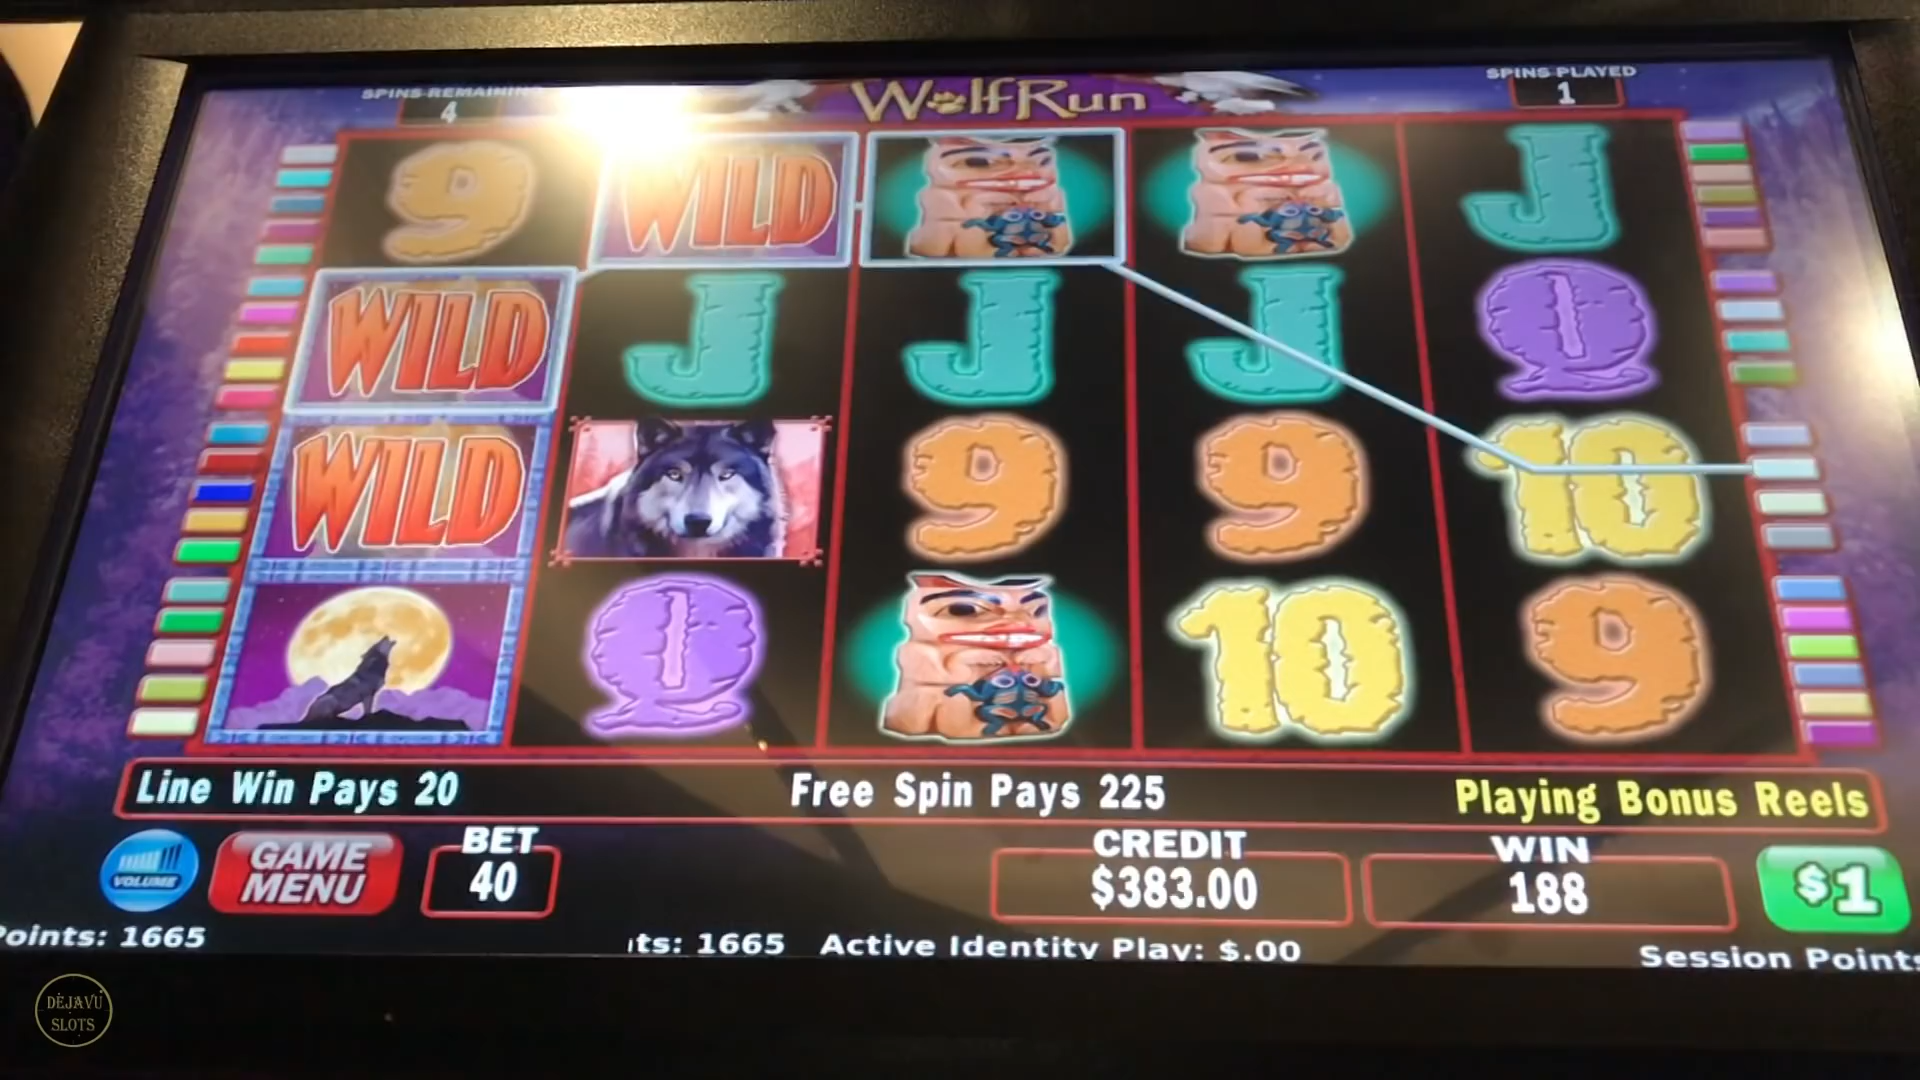 SPINS REMAINING
4
WolfRun
SPINS PLAYED
1
9
WILD
J
WILD
J
J
J
Q
WILD
9
9
10
Q
10
9
Line Win Pays 20
Free Spin Pays 225
Playing Bonus Reels
VOLUME
GAME
MENU
BET
40
CREDIT
$383.00
WIN
188
$1
Points: 1665
ts: 1665
Active Identity Play: $.00
Session Points
DEJAVU
SLOTS